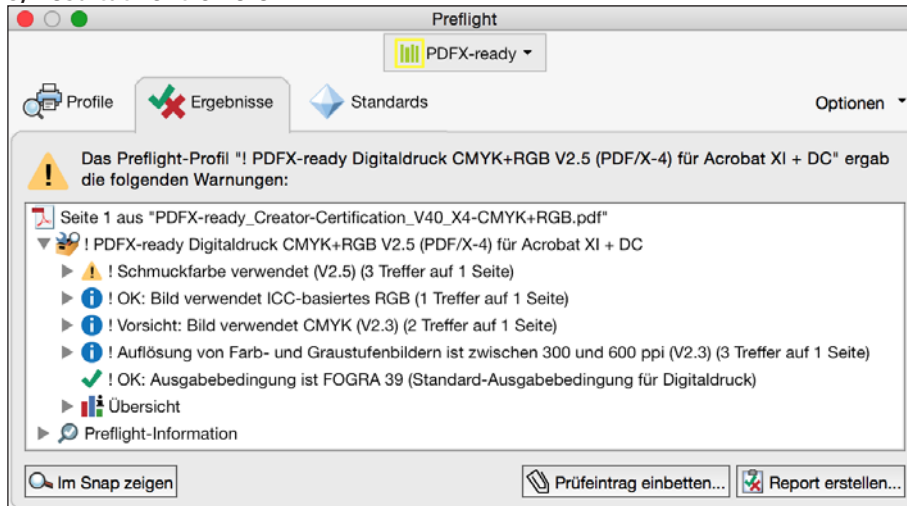 Preflight
PDFX-ready
Profile
Ergebnisse
Standards
Optionen
Das Preflight-Profil "! PDFX-ready Digitaldruck CMYK+RGB V2.5 (PDF/X-4) für Acrobat XI + DC" ergab
die folgenden Warnungen:
Seite 1 aus "PDFX-ready_Creator-Certification_V40_X4-CMYK+RGB.pdf"
! PDFX-ready Digitaldruck CMYK+RGB V2.5 (PDF/X-4) für Acrobat XI + DC
! Schmuckfarbe verwendet (V2.5) (3 Treffer auf 1 Seite)
! OK: Bild verwendet ICC-basiertes RGB (1 Treffer auf 1 Seite)
! Vorsicht: Bild verwendet CMYK (V2.3) (2 Treffer auf 1 Seite)
! Auflösung von Farb- und Graustufenbildern ist zwischen 300 und 600 ppi (V2.3) (3 Treffer auf 1 Seite)
! OK: Ausgabebedingung ist FOGRA 39 (Standard-Ausgabebedingung für Digitaldruck)
Übersicht
Preflight-Information
Im Snap zeigen
Prüfeintrag einbetten...
Report erstellen...